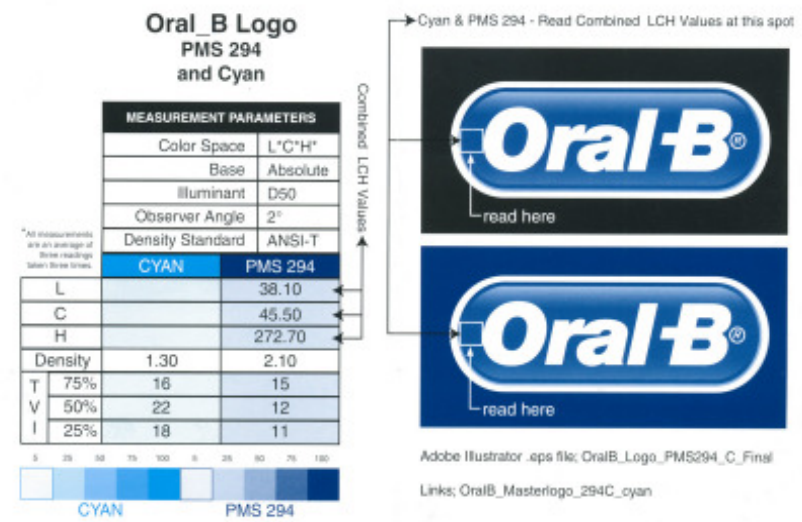 Oral_B Logo
PMS 294
and Cyan
MEASUREMENT PARAMETERS
Color Space L*C*H*
Base Absolute
Illuminant D50
Observer Angle 2°
Density Standard ANSI-T
*All measurements
are an average of
three readings
taken three times.
CYAN PMS 294
L 38.10
C 45.50
H 272.70
Density 1.30 2.10
TVI
75% 16 15
50% 22 12
25% 18 11
5 25 50 75 100 5 25 50 75 100
CYAN PMS 294
Combined LCH Values
Cyan & PMS 294 - Read Combined LCH Values at this spot
Oral-B®
read here
Oral-B®
read here
Adobe Illustrator .eps file; OralB_Logo_PMS294_C_Final
Links; OralB_Masterlogo_294C_cyan